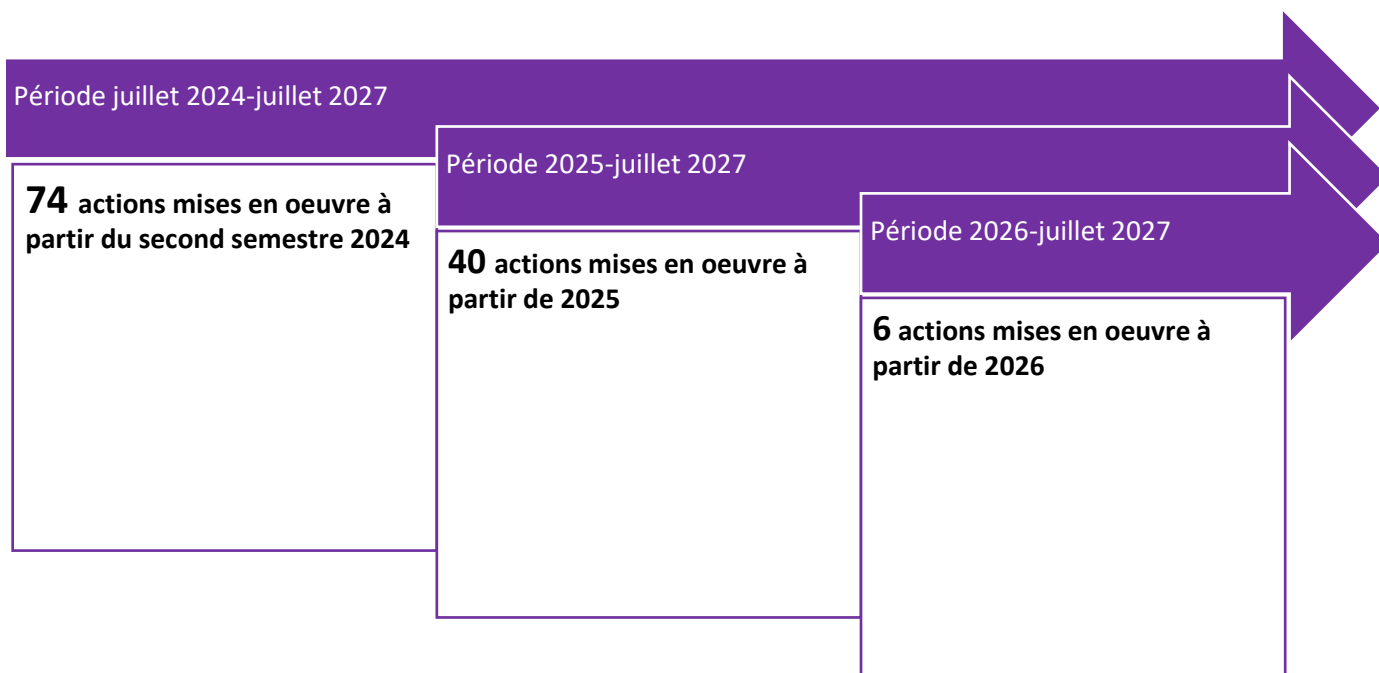 Période juillet 2024-juillet 2027
74 actions mises en oeuvre à
partir du second semestre 2024
Période 2025-juillet 2027
40 actions mises en oeuvre à
partir de 2025
Période 2026-juillet 2027
6 actions mises en oeuvre à
partir de 2026